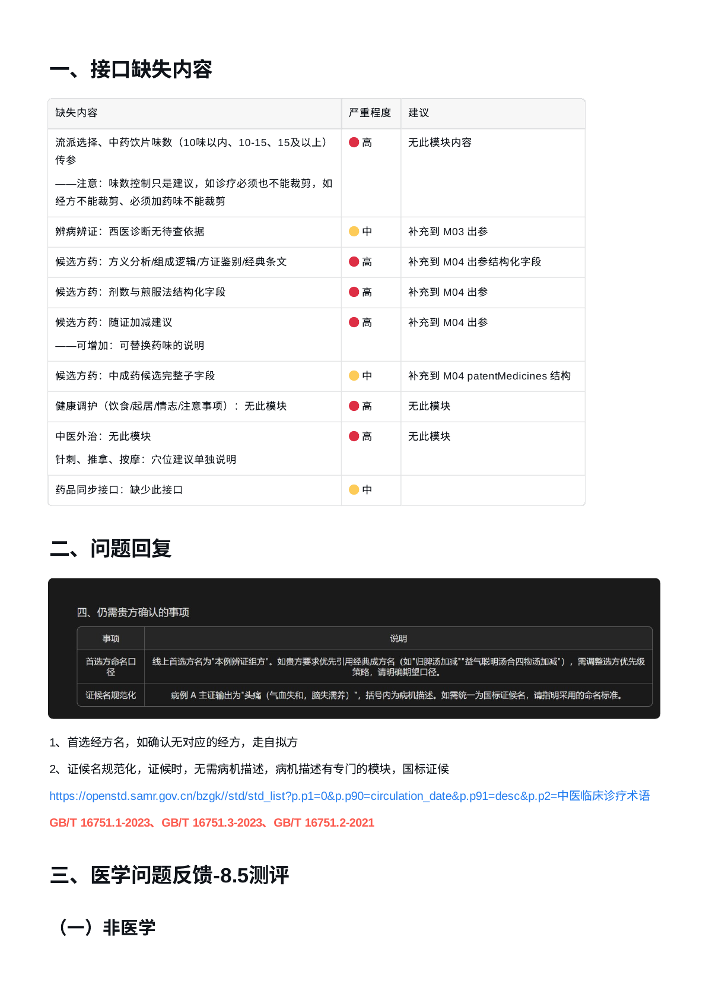 一、接口缺失内容
缺失内容 严重程度 建议
流派选择、中药饮片味数（10味以内、10-15、15及以上） 高 无此模块内容
传参
——注意：味数控制只是建议，如诊疗必须也不能裁剪，如
经方不能裁剪、必须加药味不能裁剪
辨病辨证：西医诊断无待查依据 中 补充到 M03 出参
候选方药：方义分析/组成逻辑/方证鉴别/经典条文 高 补充到 M04 出参结构化字段
候选方药：剂数与煎服法结构化字段 高 补充到 M04 出参
候选方药：随证加减建议 高 补充到 M04 出参
——可增加：可替换药味的说明
候选方药：中成药候选完整子字段 中 补充到 M04 patentMedicines 结构
健康调护（饮食/起居/情志/注意事项）：无此模块 高 无此模块
中医外治：无此模块 高 无此模块
针刺、推拿、按摩：穴位建议单独说明
药品同步接口：缺少此接口 中
二、问题回复
四、仍需贵方确认的事项
事项 说明
首选方命名口 线上首选方名为"本例辨证组方"。如贵方要求优先引用经典成方名（如"归脾汤加减""益气聪明汤合四物汤加减"），需调整选方优先级
径 策略，请明确期望口径。
证候名规范化 病例 A 主证输出为"头痛（气血失和，脑失濡养）"，括号内为病机描述。如需统一为国标证候名，请指明采用的命名标准。
1、首选经方名，如确认无对应的经方，走自拟方
2、证候名规范化，证候时，无需病机描述，病机描述有专门的模块，国标证候
https://openstd.samr.gov.cn/bzgk//std/std_list?p.p1=0&p.p90=circulation_date&p.p91=desc&p.p2=中医临床诊疗术语
GB/T 16751.1-2023、GB/T 16751.3-2023、GB/T 16751.2-2021
三、医学问题反馈-8.5测评
（一）非医学